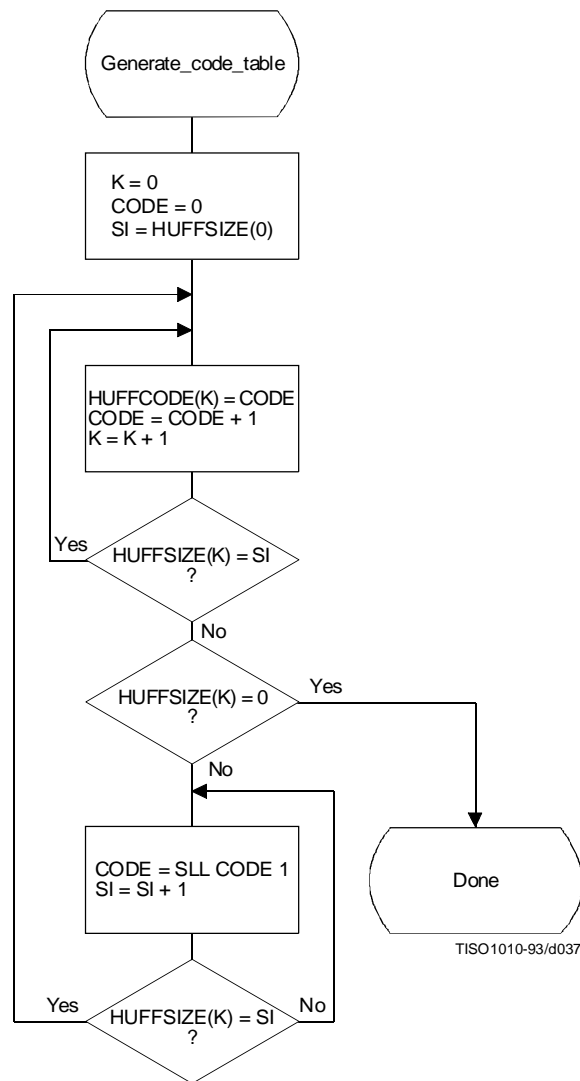 Generate_code_table
K = 0
CODE = 0
SI = HUFFSIZE(0)
HUFFCODE(K) = CODE
CODE = CODE + 1
K = K + 1
Yes
HUFFSIZE(K) = SI
?
No
HUFFSIZE(K) = 0
?
Yes
No
CODE = SLL CODE 1
SI = SI + 1
Done
TISO1010-93/d037
Yes
HUFFSIZE(K) = SI
?
No